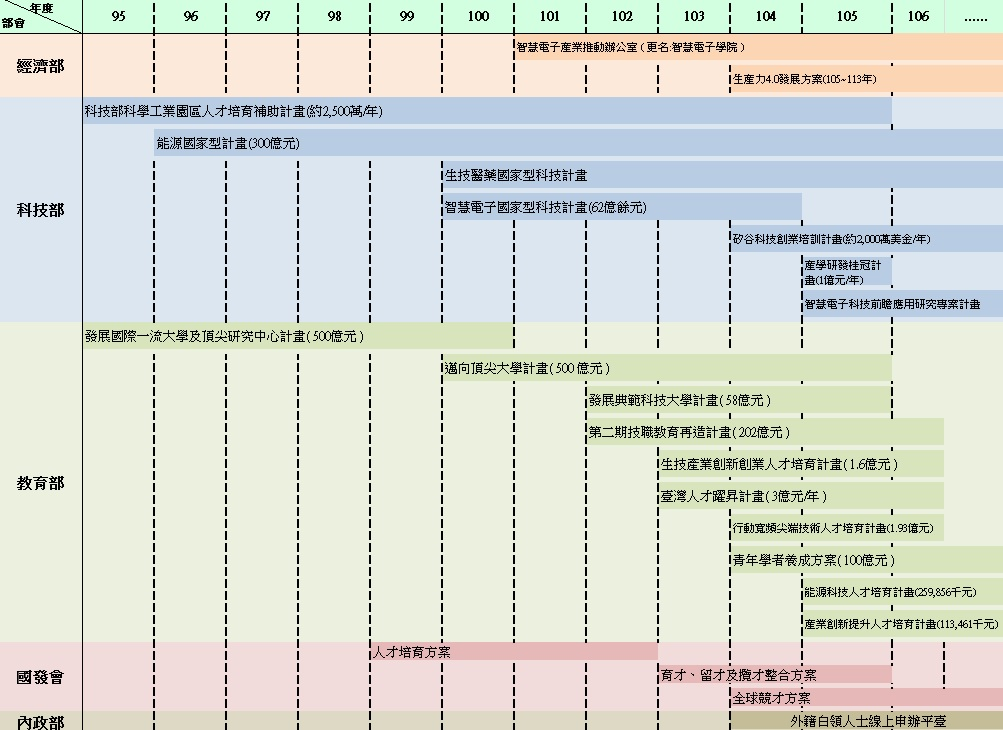 年度
部會
95 96 97 98 99 100 101 102 103 104 105 106 ……
經濟部
智慧電子產業推動辦公室(更名:智慧電子學院)
生產力4.0發展方案(105~113年)
科技部
科技部科學工業園區人才培育補助計畫(約2,500萬/年)
能源國家型計畫(300億元)
生技醫藥國家型科技計畫
智慧電子國家型科技計畫(62億餘元)
矽谷科技創業培訓計畫(約2,000萬美金/年)
產學研發桂冠計
畫(1億元/年)
智慧電子科技前瞻應用研究專案計畫
教育部
發展國際一流大學及頂尖研究中心計畫(500億元)
邁向頂尖大學計畫(500億元)
發展典範科技大學計畫(58億元)
第二期技職教育再造計畫(202億元)
生技產業創新創業人才培育計畫(1.6億元)
臺灣人才躍昇計畫(3億元/年)
行動寬頻尖端技術人才培育計畫(1.93億元)
青年學者養成方案(100億元)
能源科技人才培育計畫(259,856千元)
產業創新提升人才培育計畫(113,461千元)
國發會
人才培育方案
育才、留才及攬才整合方案
全球競才方案
內政部
外籍白領人士線上申辦平臺